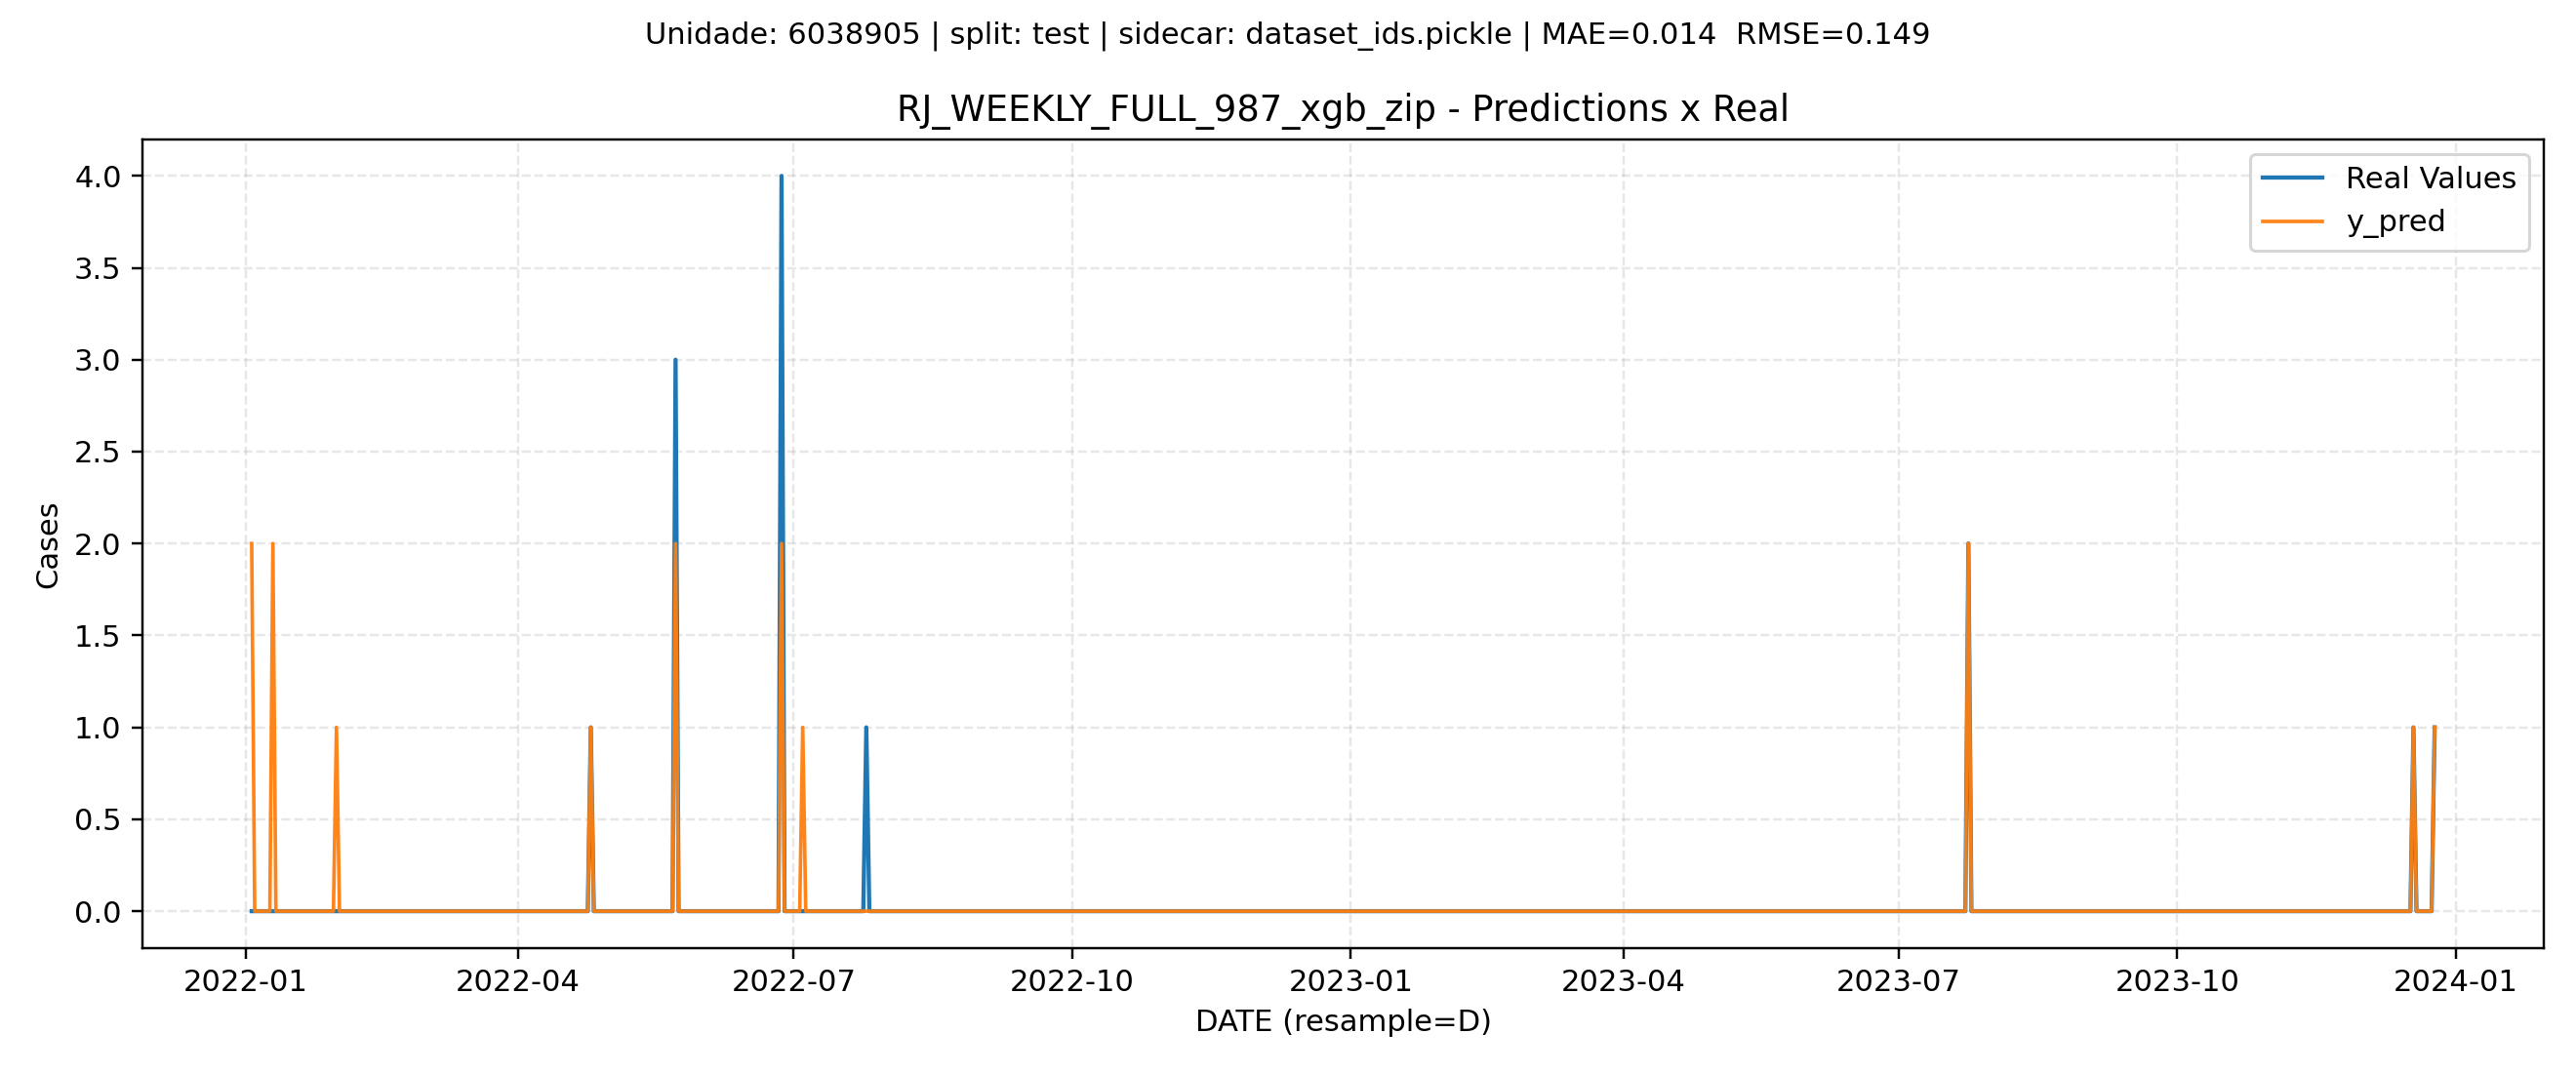 Unidade: 6038905 | split: test | sidecar: dataset_ids.pickle | MAE=0.014  RMSE=0.149
RJ_WEEKLY_FULL_987_xgb_zip - Predictions x Real
Real Values
y_pred
4.0
3.5
3.0
2.5
2.0
1.5
1.0
0.5
0.0
Cases
2022-01 2022-04 2022-07 2022-10 2023-01 2023-04 2023-07 2023-10 2024-01
DATE (resample=D)